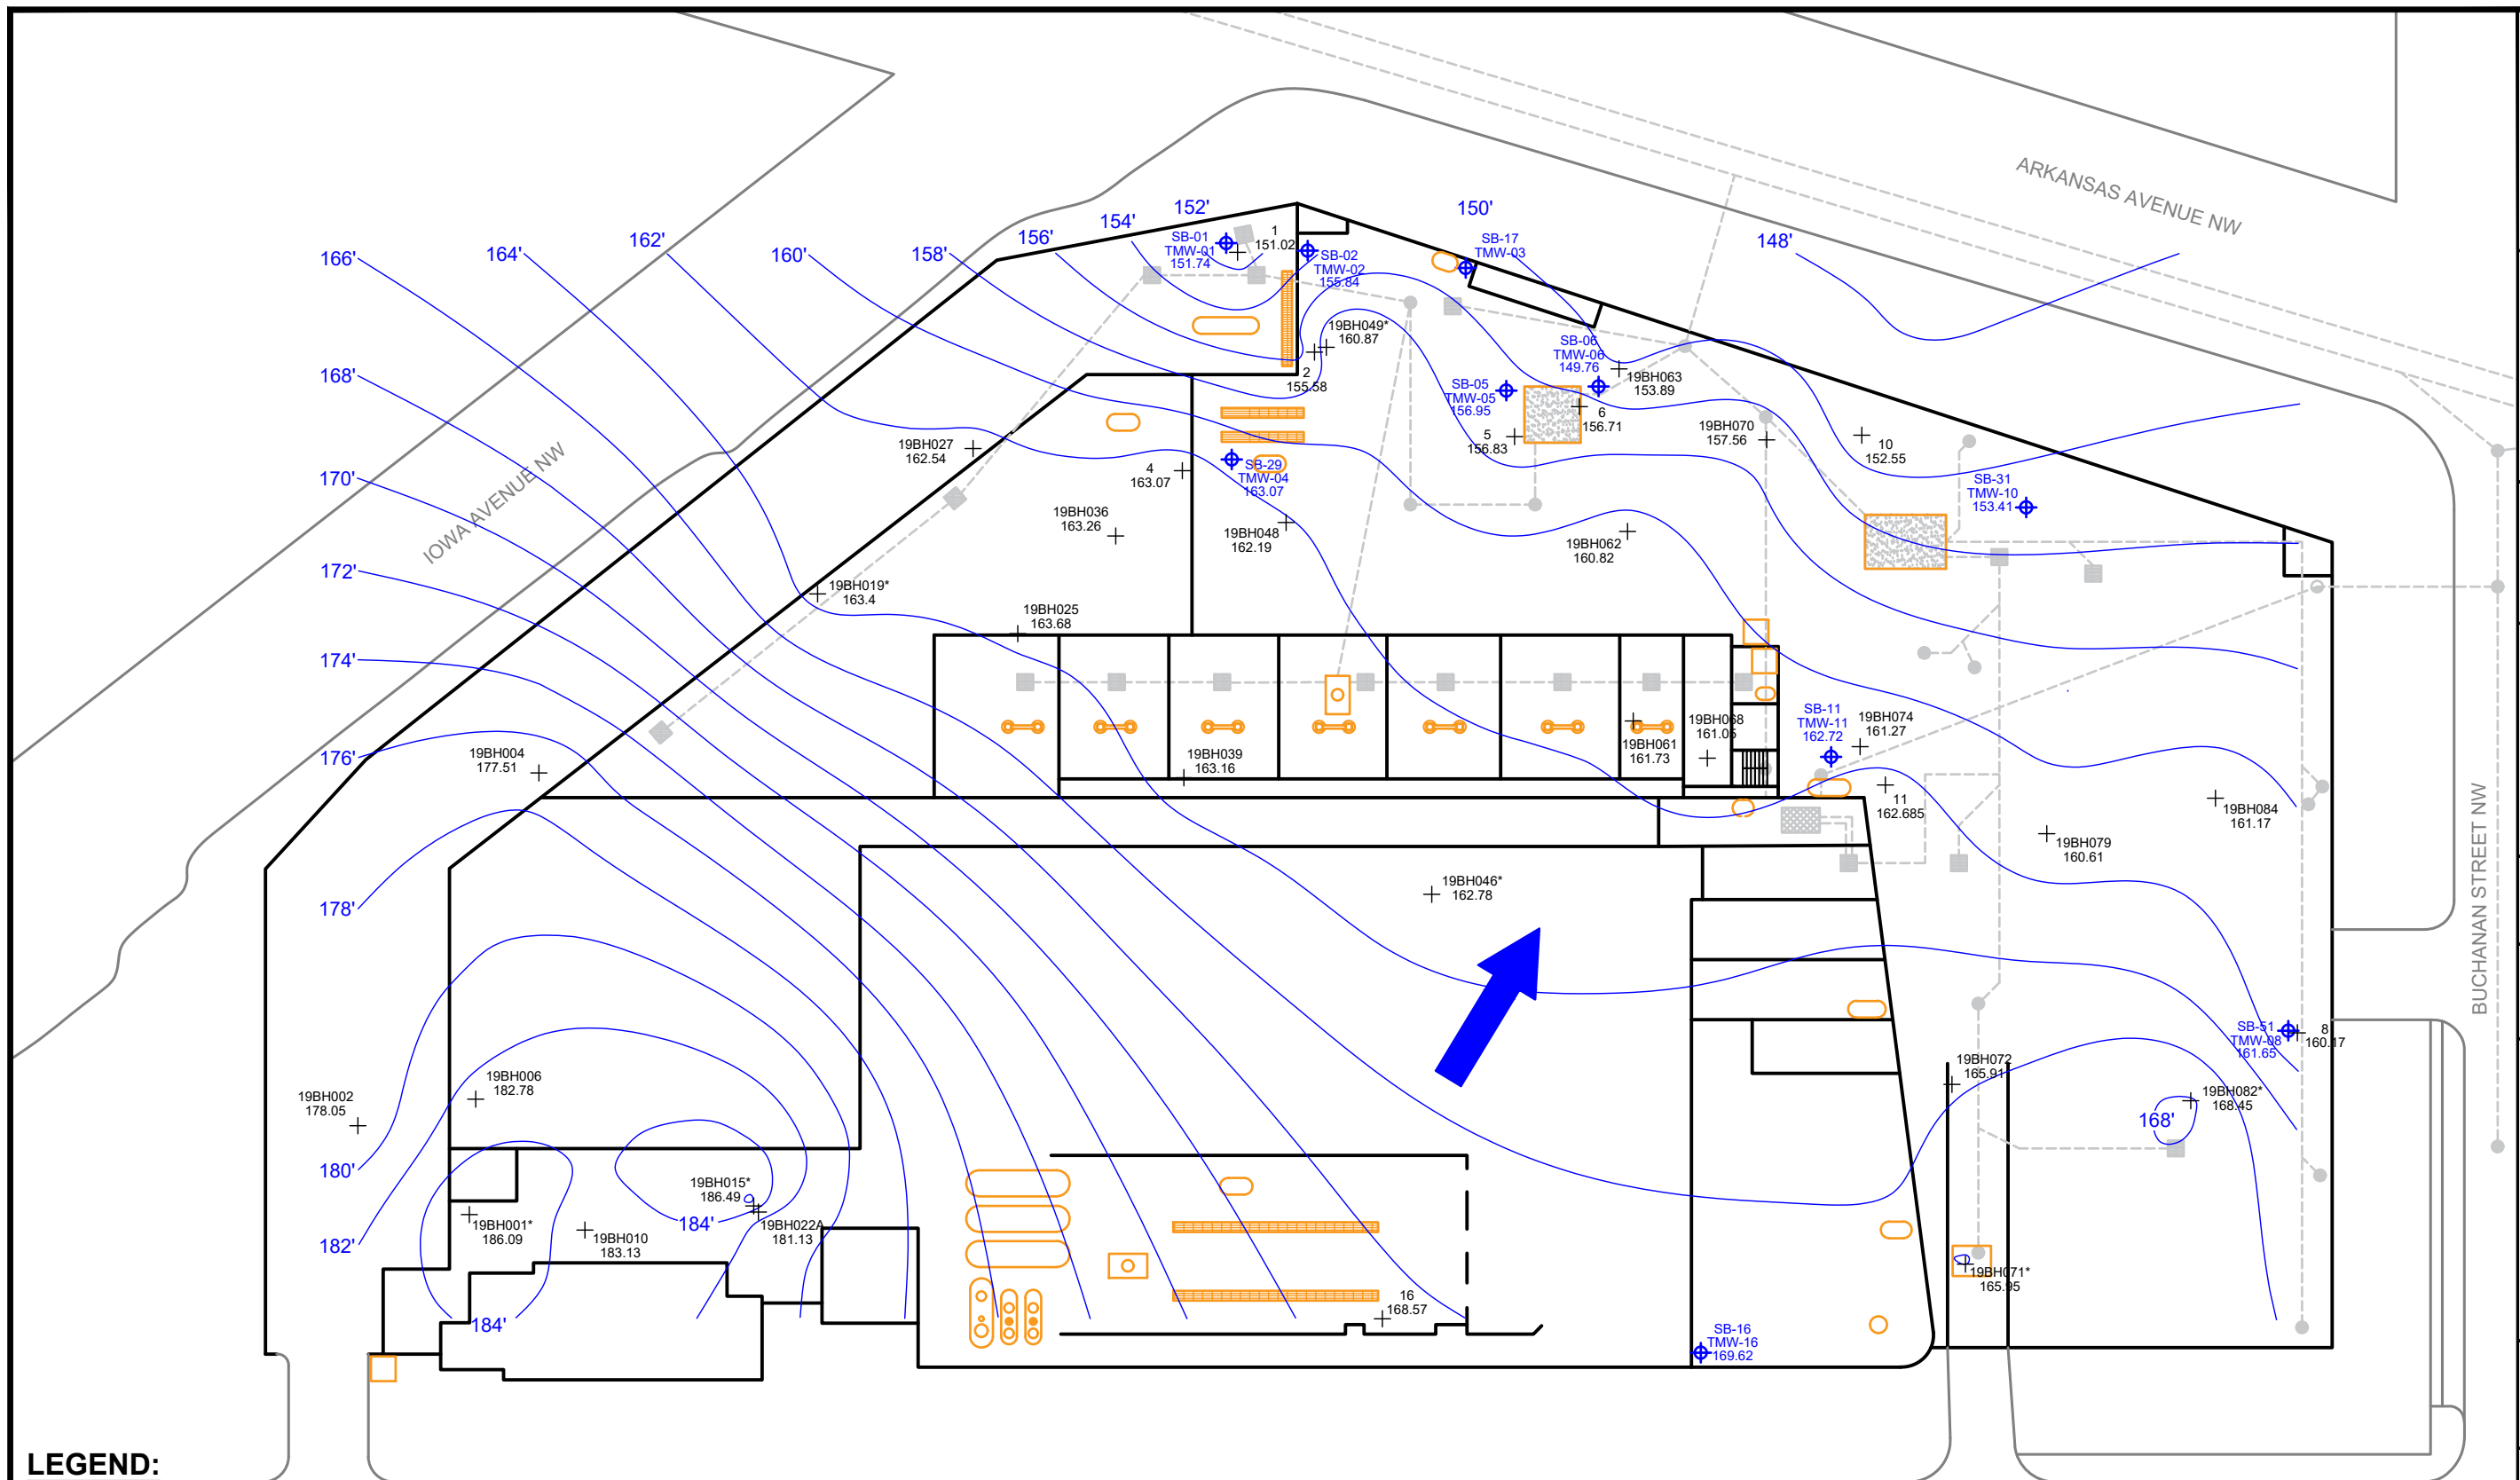 ARKANSAS AVENUE NW
152'
150'
154'
1
151.02
SB-01
TMW-01
151.74
SB-17
TMW-03
156'
162'
148'
164'
160'
158'
166'
SB-02
TMW-02
155.84
19BH049*
160.87
SB-06
TMW-06
149.76
2
155.58
19BH063
153.89
168'
SB-05
TMW-05
156.95
6
156.71
19BH070
157.56
5
156.83
10
152.55
19BH027
162.54
IOWA AVENUE NW
4
163.07
SB-29
TMW-04
163.07
170'
SB-31
TMW-10
153.41
19BH036
163.26
19BH048
162.19
19BH062
160.82
172'
19BH019*
163.4
19BH025
163.68
174'
SB-11
TMW-11
162.72
19BH074
161.27
19BH068
161.05
176'
19BH004
177.51
19BH039
163.16
19BH061
161.73
11
162.685
19BH084
161.17
19BH079
160.61
178'
19BH046*
162.78
BUCHANAN STREET NW
SB-51
TMW-08
161.65
8
160.17
19BH072
165.91
19BH002
178.05
19BH006
182.78
19BH082*
168.45
168'
180'
19BH015*
186.49
184'
19BH001*
186.09
19BH010
183.13
19BH022A
181.13
182'
19BH071*
165.95
16
168.57
184'
SB-16
TMW-16
169.62
LEGEND: